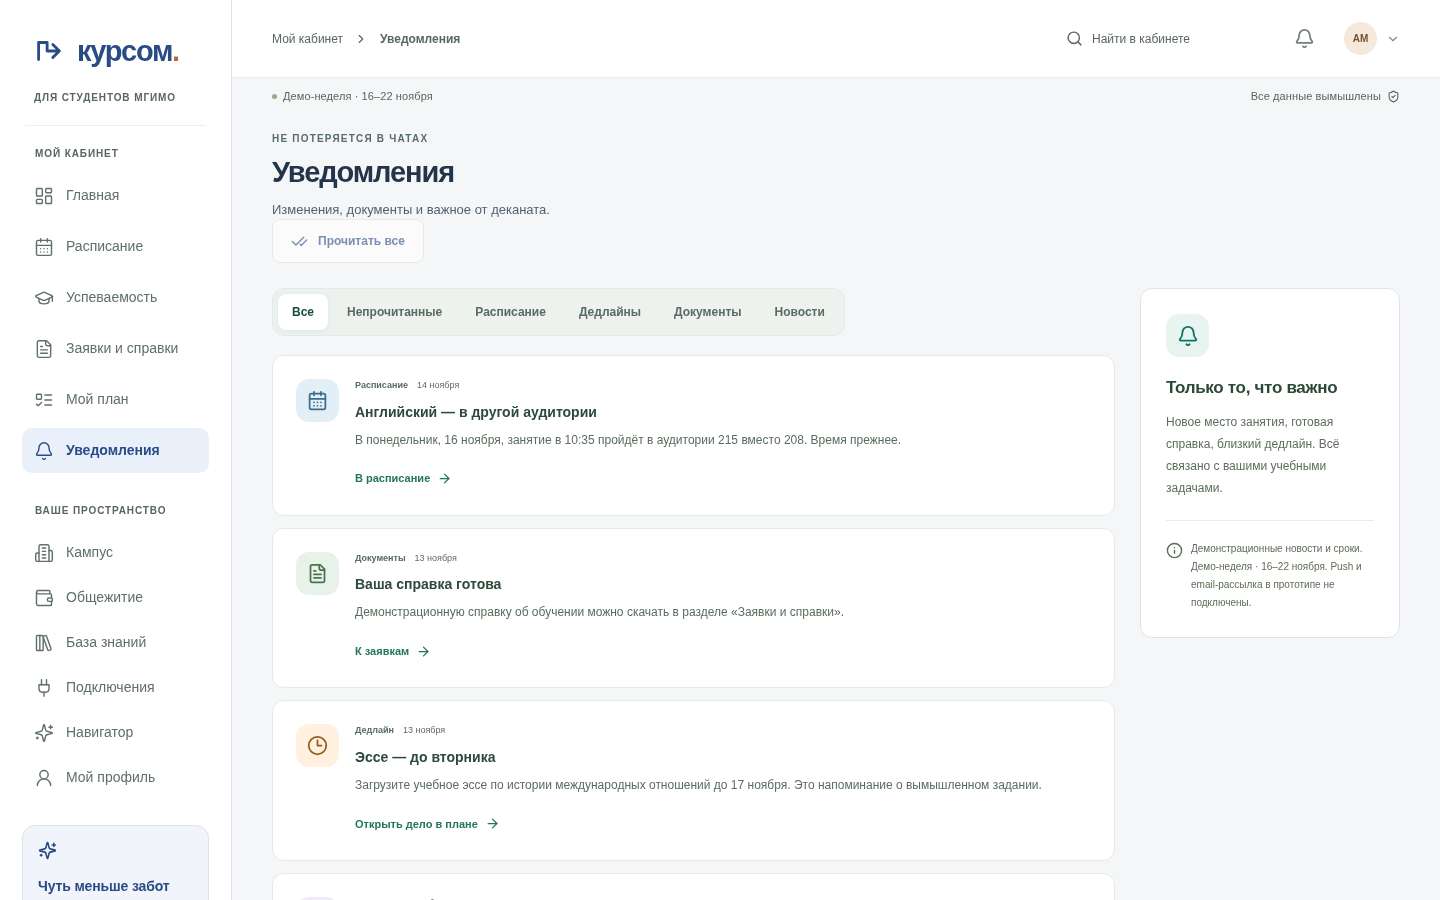 курсом.
ДЛЯ СТУДЕНТОВ МГИМО
МОЙ КАБИНЕТ
Главная
Расписание
Успеваемость
Заявки и справки
Мой план
Уведомления
ВАШЕ ПРОСТРАНСТВО
Кампус
Общежитие
База знаний
Подключения
Навигатор
Мой профиль
Чуть меньше забот
Мой кабинет
Уведомления
Найти в кабинете
АМ
Демо-неделя · 16–22 ноября
Все данные вымышлены
НЕ ПОТЕРЯЕТСЯ В ЧАТАХ
Уведомления
Изменения, документы и важное от деканата.
Прочитать все
Все
Непрочитанные
Расписание
Дедлайны
Документы
Новости
Расписание 14 ноября
Английский — в другой аудитории
В понедельник, 16 ноября, занятие в 10:35 пройдёт в аудитории 215 вместо 208. Время прежнее.
В расписание
Документы 13 ноября
Ваша справка готова
Демонстрационную справку об обучении можно скачать в разделе «Заявки и справки».
К заявкам
Дедлайн 13 ноября
Эссе — до вторника
Загрузите учебное эссе по истории международных отношений до 17 ноября. Это напоминание о вымышленном задании.
Открыть дело в плане
Только то, что важно
Новое место занятия, готовая
справка, близкий дедлайн. Всё
связано с вашими учебными
задачами.
Демонстрационные новости и сроки.
Демо-неделя · 16–22 ноября. Push и
email-рассылка в прототипе не
подключены.